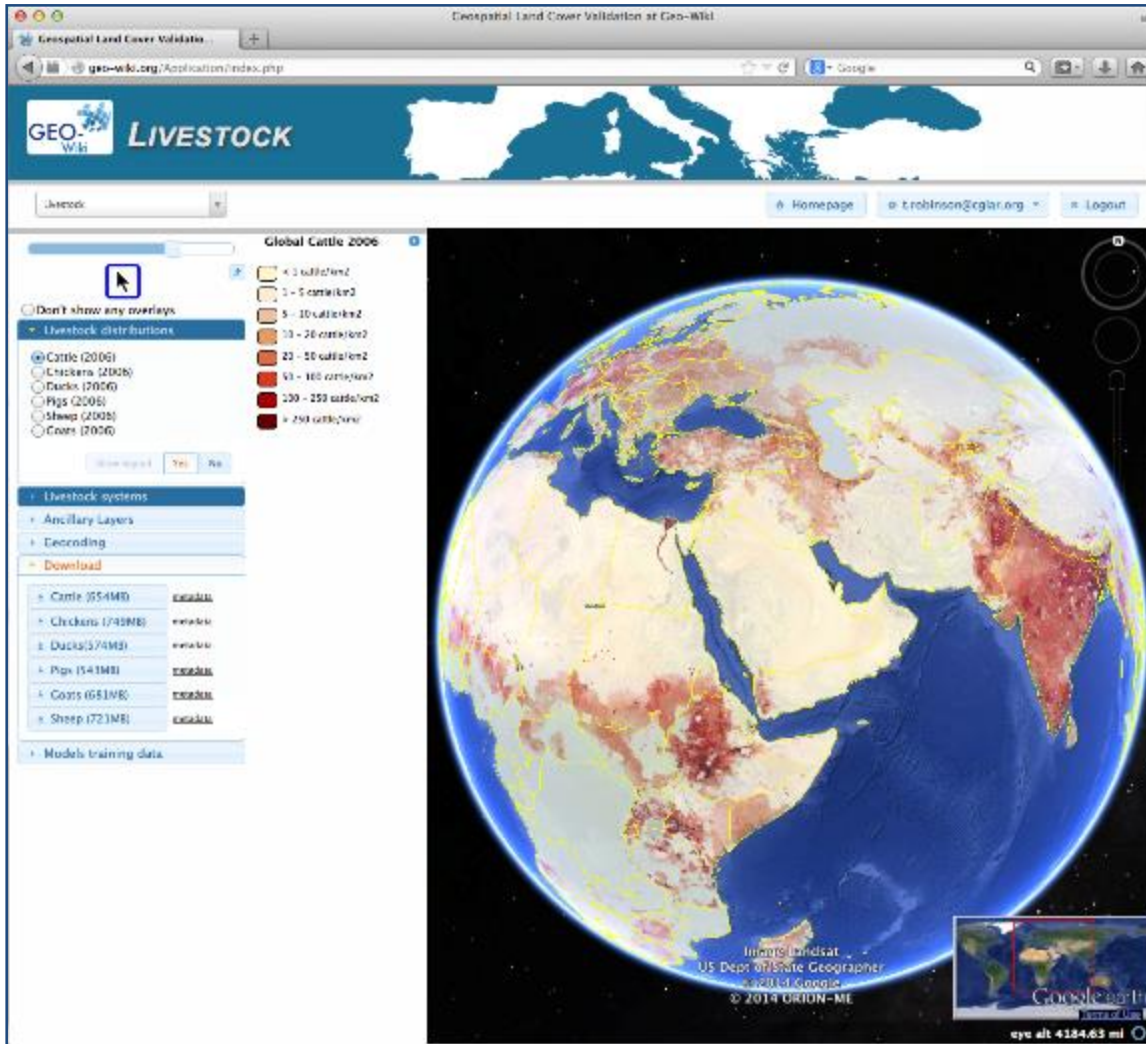 Geospatial Land Cover Validation at Geo-Wiki
Geospatial Land Cover Validatio...
geo-wiki.org/Application/index.php
Google
GEO-
Wiki
LIVESTOCK
Livestock
Homepage
t.robinson@cgiar.org
Logout
Global Cattle 2006
< 1 cattle/km2
1 - 5 cattle/km2
5 - 10 cattle/km2
10 - 20 cattle/km2
20 - 50 cattle/km2
50 - 100 cattle/km2
100 - 250 cattle/km2
> 250 cattle/km2
Don't show any overlays
Livestock distributions
Cattle (2006)
Chickens (2006)
Ducks (2006)
Pigs (2006)
Sheep (2006)
Goats (2006)
Yes No
Livestock systems
Ancillary Layers
Geocoding
Download
Cattle (654MB) metadata
Chickens (749MB) metadata
Ducks(574MB) metadata
Pigs (543MB) metadata
Goats (681MB) metadata
Sheep (723MB) metadata
Models training data
N
Image Landsat
US Dept of State Geographer
© 2014 Google
© 2014 ORION-ME
Google earth
Terms of Use
eye alt 4184.63 mi